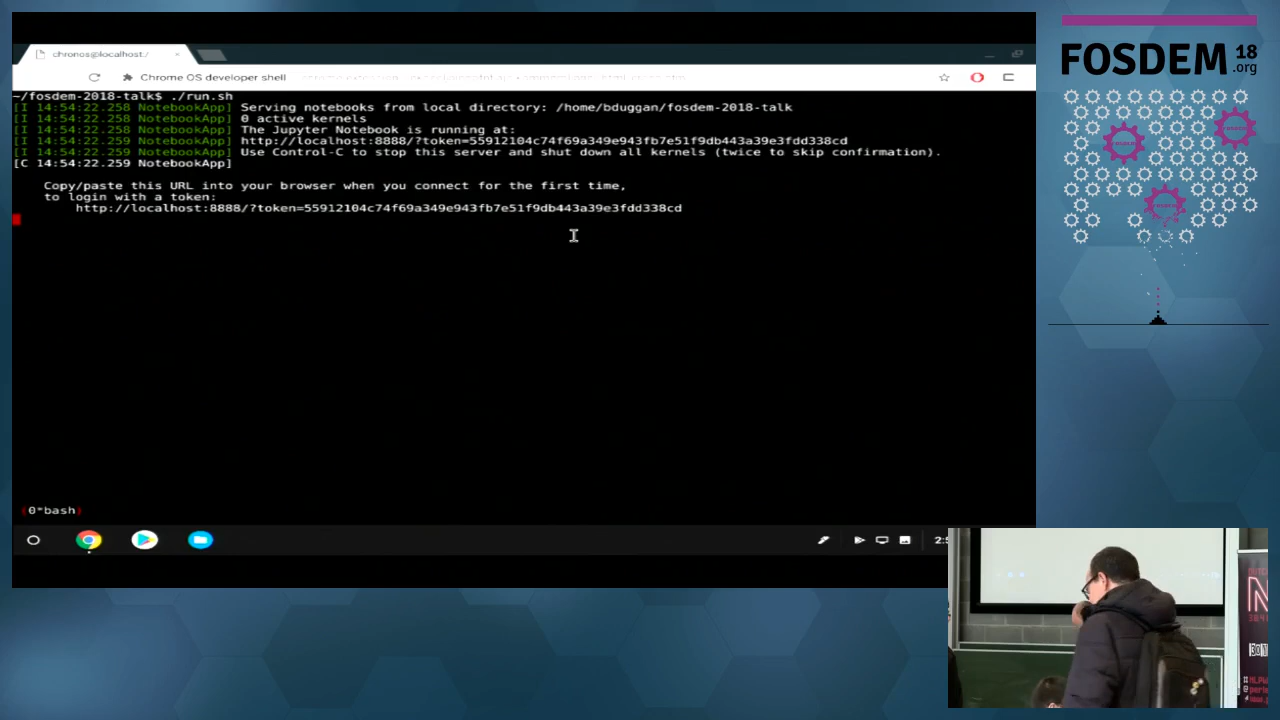 chronos@localhost:/
Chrome OS developer shell
~/fosdem-2018-talk$ ./run.sh
[I 14:54:22.258 NotebookApp] Serving notebooks from local directory: /home/bduggan/fosdem-2018-talk
[I 14:54:22.258 NotebookApp] 0 active kernels
[I 14:54:22.259 NotebookApp] The Jupyter Notebook is running at:
[I 14:54:22.259 NotebookApp] http://localhost:8888/?token=55912104c74f69a349e943fb7e51f9db443a39e3fdd338cd
[I 14:54:22.259 NotebookApp] Use Control-C to stop this server and shut down all kernels (twice to skip confirmation).
[C 14:54:22.259 NotebookApp]
Copy/paste this URL into your browser when you connect for the first time,
to login with a token:
http://localhost:8888/?token=55912104c74f69a349e943fb7e51f9db443a39e3fdd338cd
(0*bash)
FOSDEM 18
.org